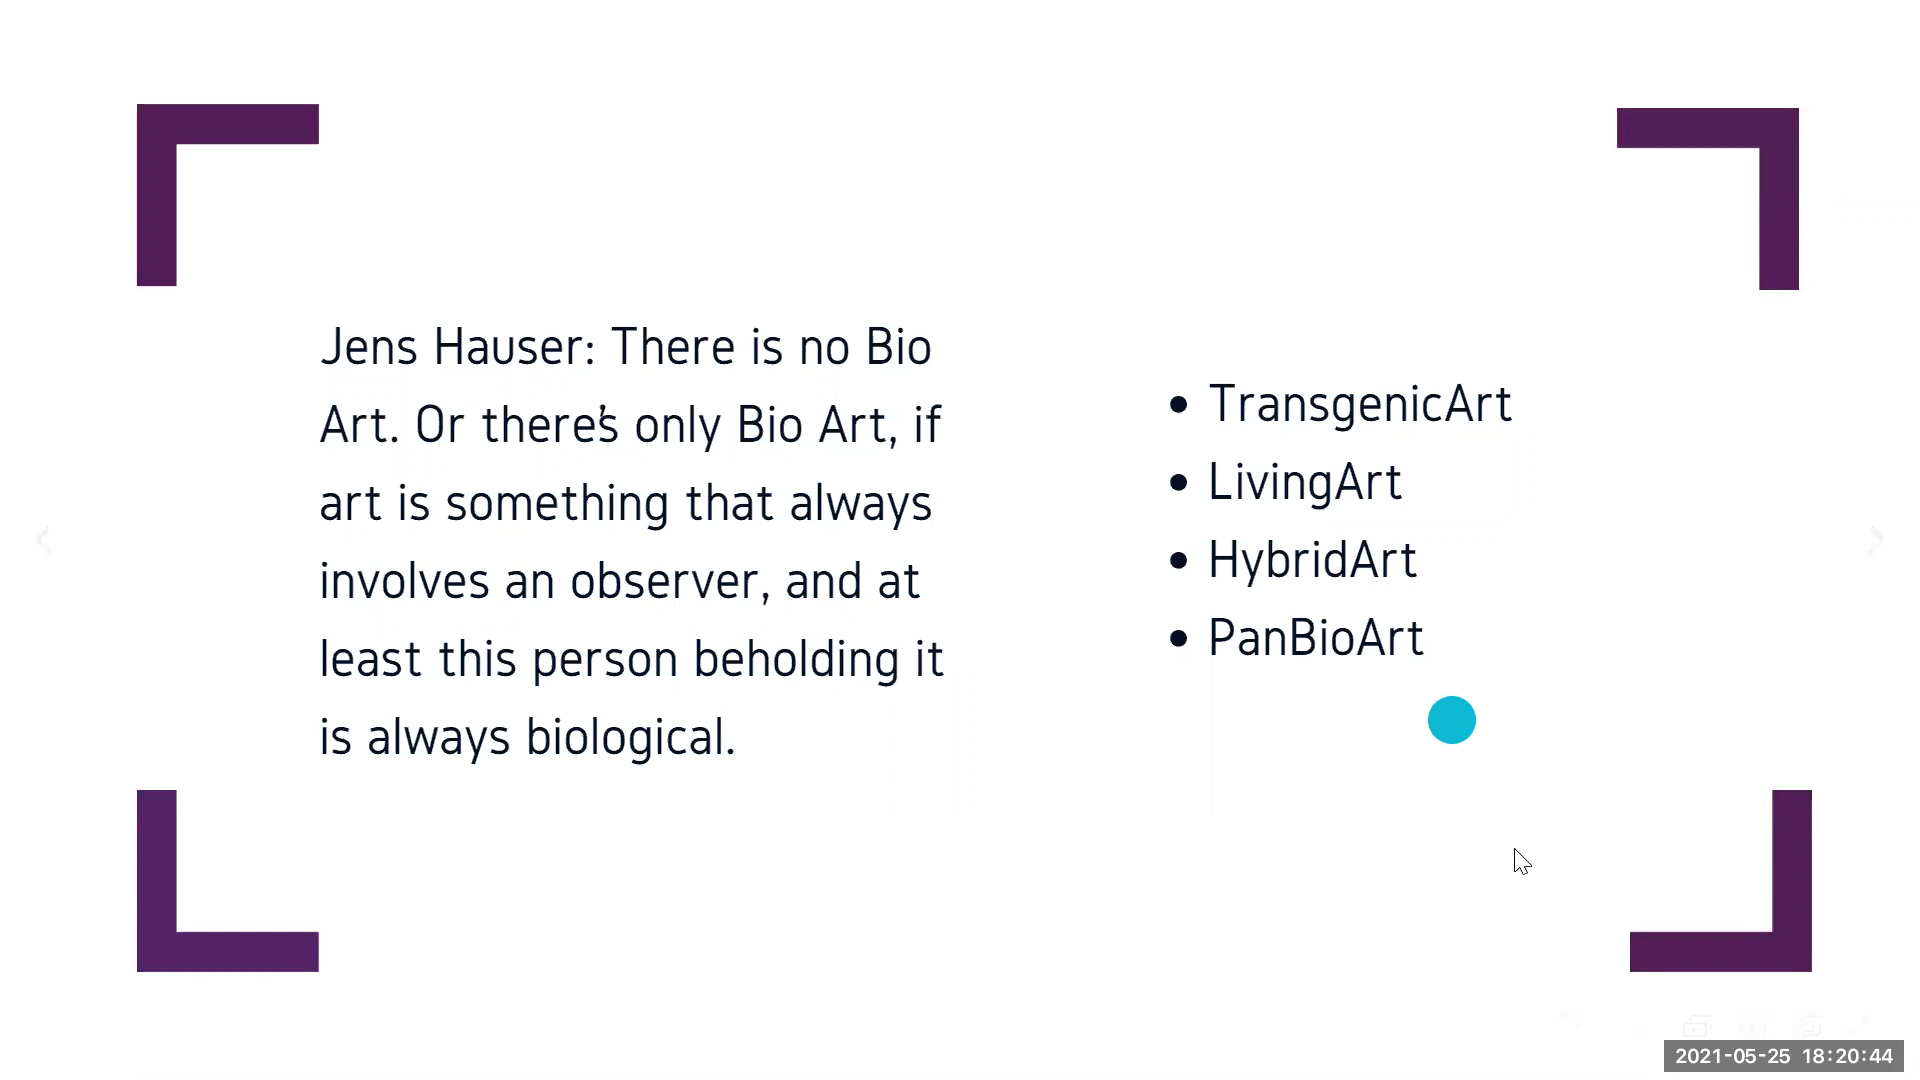 Jens Hauser: There is no Bio
Art. Or there's only Bio Art, if
art is something that always
involves an observer, and at
least this person beholding it
is always biological.
• TransgenicArt
• LivingArt
• HybridArt
• PanBioArt
2021-05-25 18:20:44